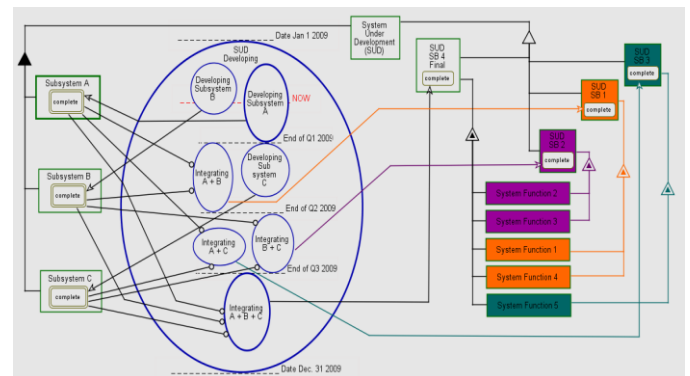 Date Jan 1 2009
System
Under
Development
(SUD)
SUD
Developing
SUD
SB 4
Final
complete
SUD
SB 3
complete
Subsystem A
complete
Developing
Subsystem
B
Developing
Subsystem
A
NOW
SUD
SB 1
complete
End of Q1 2009
SUD
SB 2
complete
Subsystem B
complete
Integrating
A + B
Developing
Sub
system
C
System Function 2
End of Q2 2009
System Function 3
Integrating
A + C
Integrating
B + C
System Function 1
End of Q3 2009
System Function 4
Subsystem C
complete
Integrating
A + B + C
System Function 5
Date Dec. 31 2009